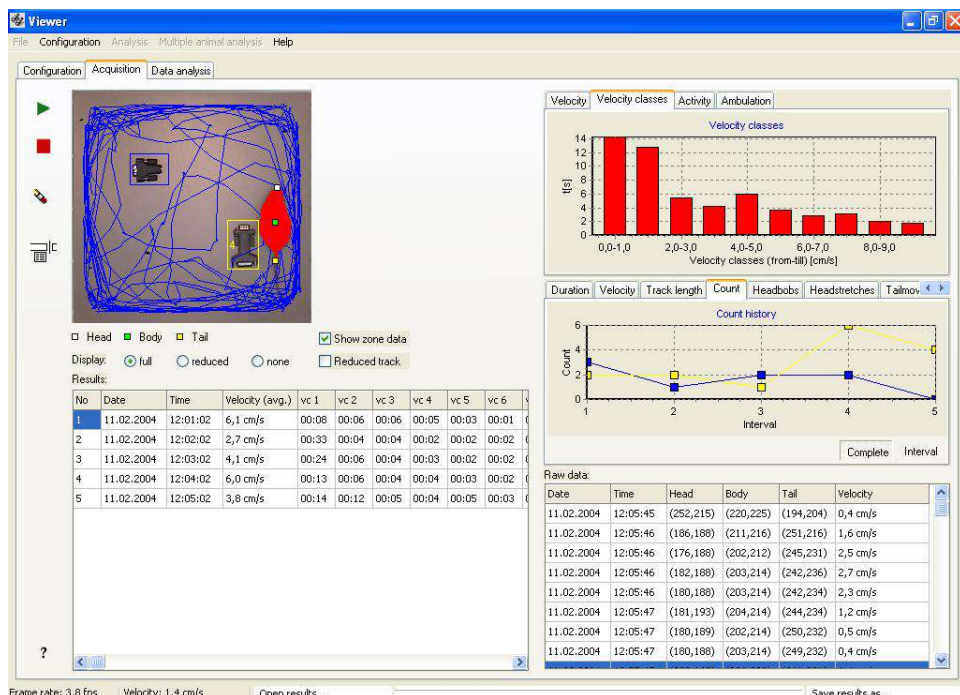 Viewer
File Configuration Analysis Multiple animal analysis Help
Configuration Acquisition Data analysis
4
Head Body Tail
Show zone data
Display: full reduced none
Reduced track
Results:
No Date Time Velocity (avg.) vc 1 vc 2 vc 3 vc 4 vc 5 vc 6
1 11.02.2004 12:01:02 6,1 cm/s 00:08 00:06 00:06 00:05 00:03 00:01
2 11.02.2004 12:02:02 2,7 cm/s 00:33 00:04 00:04 00:02 00:02 00:02
3 11.02.2004 12:03:02 4,1 cm/s 00:24 00:06 00:04 00:03 00:02 00:02
4 11.02.2004 12:04:02 6,0 cm/s 00:13 00:06 00:04 00:04 00:03 00:02
5 11.02.2004 12:05:02 3,8 cm/s 00:14 00:12 00:05 00:04 00:05 00:03
?
Velocity Velocity classes Activity Ambulation
Velocity classes
t[s]
14
12
10
8
6
4
2
0
0,0-1,0 2,0-3,0 4,0-5,0 6,0-7,0 8,0-9,0
Velocity classes (from-till) [cm/s]
Duration Velocity Track length Count Headbobs Headstretches Tailmov
Count history
Count
6
4
2
0
1 2 3 4 5
Interval
Complete Interval
Raw data:
Date Time Head Body Tail Velocity
11.02.2004 12:05:45 (252,215) (220,225) (194,204) 0,4 cm/s
11.02.2004 12:05:46 (186,188) (211,216) (251,216) 1,6 cm/s
11.02.2004 12:05:46 (176,188) (202,212) (245,231) 2,5 cm/s
11.02.2004 12:05:46 (182,188) (203,214) (242,236) 2,7 cm/s
11.02.2004 12:05:46 (180,188) (203,214) (242,234) 2,3 cm/s
11.02.2004 12:05:47 (181,193) (204,214) (244,234) 1,2 cm/s
11.02.2004 12:05:47 (180,189) (202,214) (250,232) 0,5 cm/s
11.02.2004 12:05:47 (180,188) (202,214) (249,232) 0,4 cm/s
Frame rate: 3,8 fps Velocity: 1,4 cm/s Open results... Save results as...